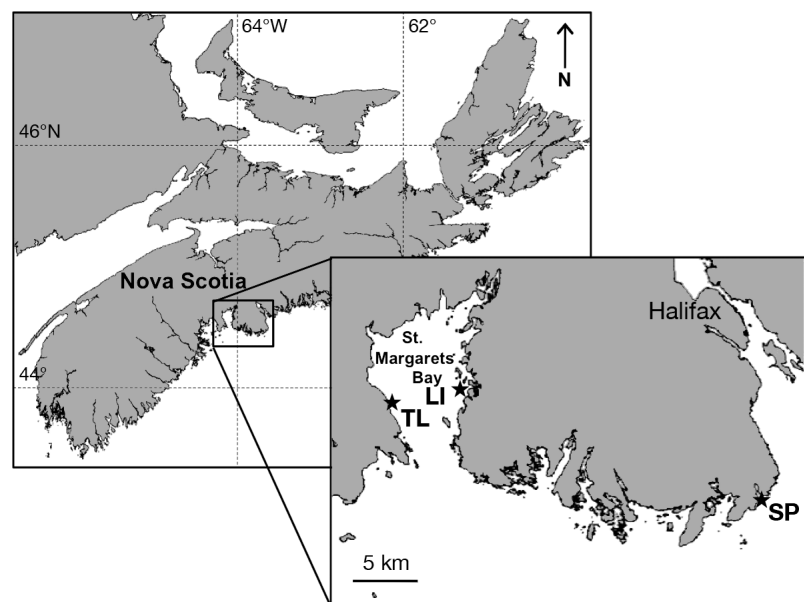 64°W
62°
N
46°N
Nova Scotia
44°
Halifax
St.
Margarets
Bay
LI
TL
SP
5 km